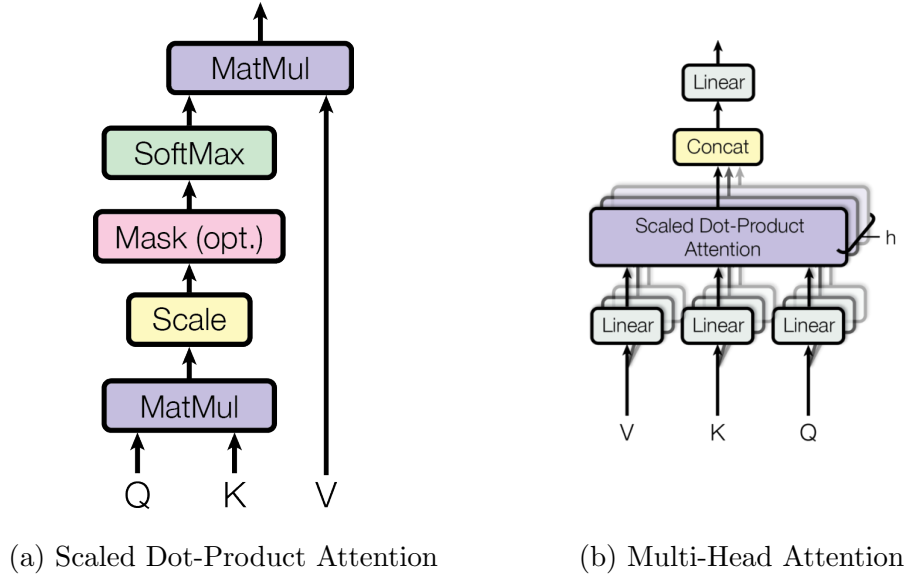 MatMul
SoftMax
Mask (opt.)
Scale
MatMul
Q K V
(a) Scaled Dot-Product Attention
Linear
Concat
Scaled Dot-Product
Attention
h
Linear Linear Linear
V K Q
(b) Multi-Head Attention